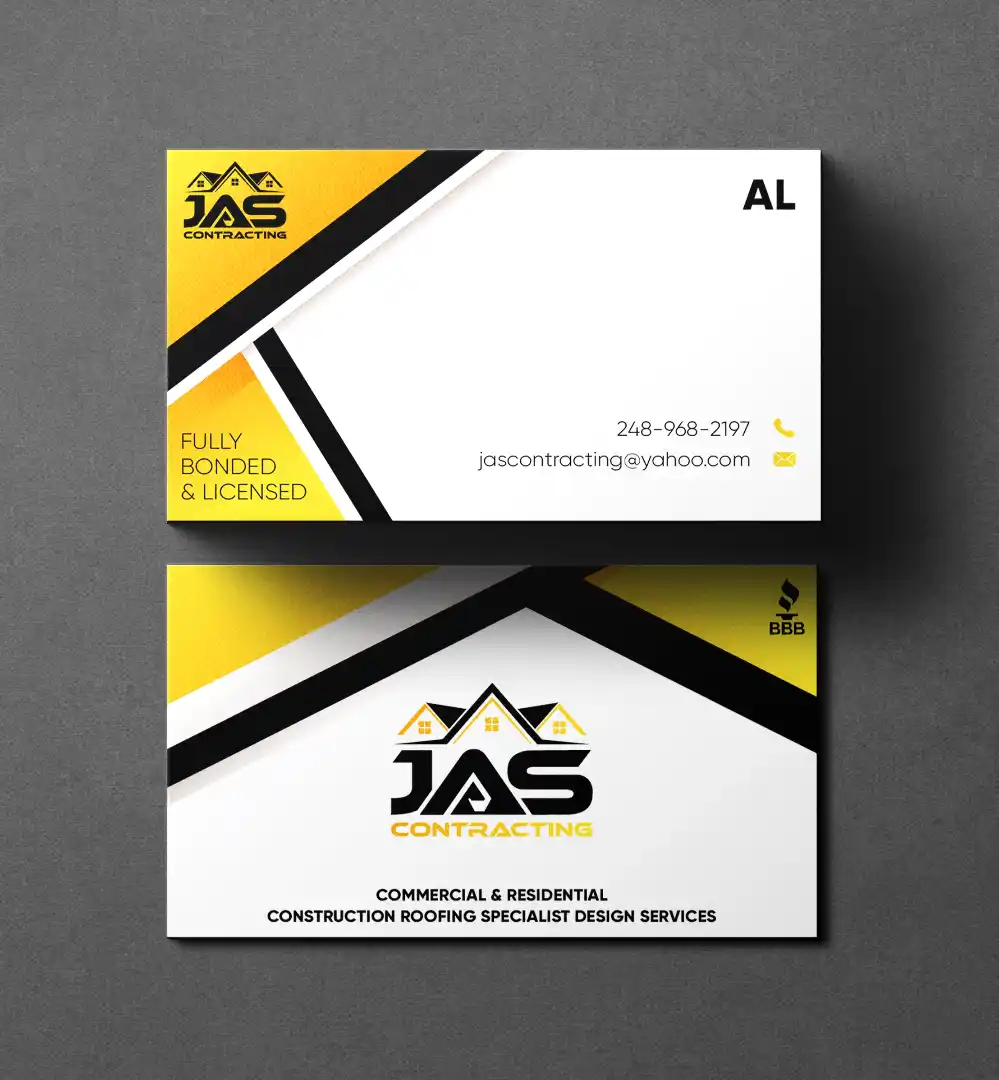 JAS
CONTRACTING
AL
248-968-2197
jascontracting@yahoo.com
FULLY
BONDED
& LICENSED
BBB
JAS
CONTRACTING
COMMERCIAL & RESIDENTIAL
CONSTRUCTION ROOFING SPECIALIST DESIGN SERVICES